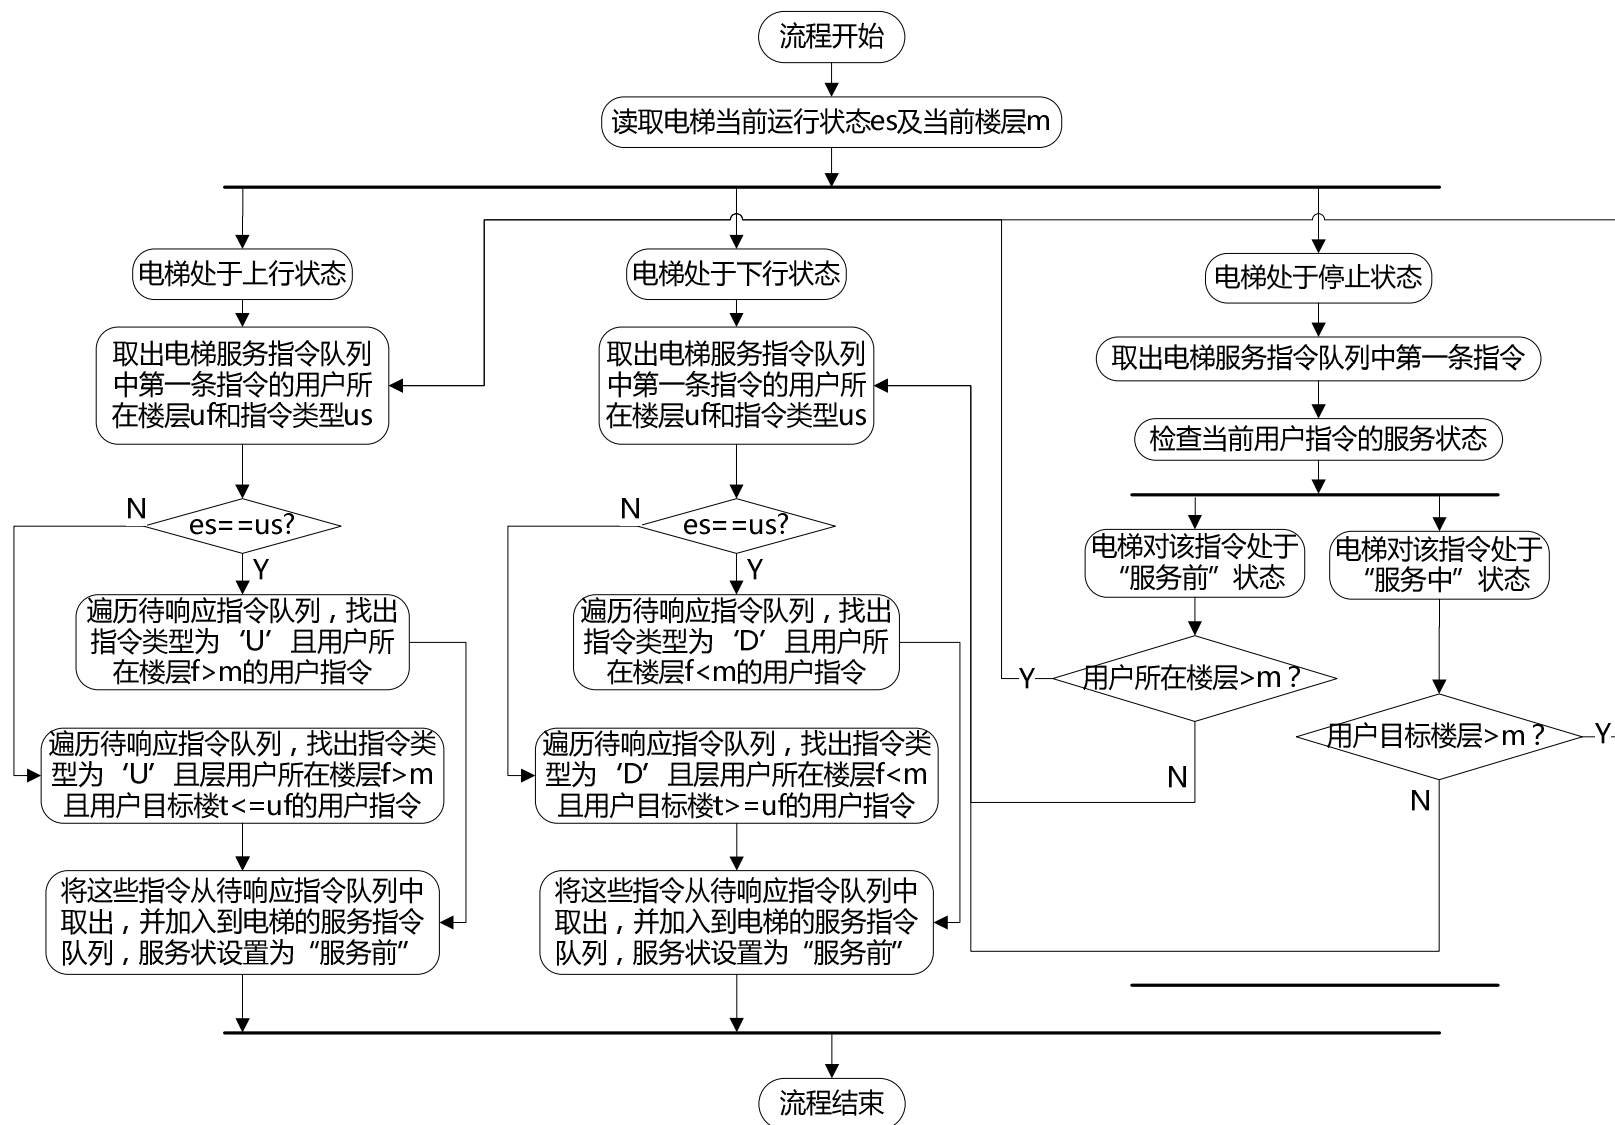 流程开始
读取电梯当前运行状态es及当前楼层m
电梯处于上行状态
取出电梯服务指令队列
中第一条指令的用户所
在楼层uf和指令类型us
N
es==us?
Y
遍历待响应指令队列，找出
指令类型为‘U’且用户所
在楼层f>m的用户指令
遍历待响应指令队列，找出指令类
型为‘U’且层用户所在楼层f>m
且用户目标楼t<=uf的用户指令
将这些指令从待响应指令队列中
取出，并加入到电梯的服务指令
队列，服务状设置为“服务前”
电梯处于下行状态
取出电梯服务指令队列
中第一条指令的用户所
在楼层uf和指令类型us
N
es==us?
Y
遍历待响应指令队列，找出
指令类型为‘D’且用户所
在楼层f<m的用户指令
遍历待响应指令队列，找出指令类
型为‘D’且层用户所在楼层f<m
且用户目标楼t>=uf的用户指令
将这些指令从待响应指令队列中
取出，并加入到电梯的服务指令
队列，服务状设置为“服务前”
电梯处于停止状态
取出电梯服务指令队列中第一条指令
检查当前用户指令的服务状态
电梯对该指令处于
“服务前”状态
用户所在楼层>m？
Y
N
电梯对该指令处于
“服务中”状态
用户目标楼层>m？
Y
N
流程结束